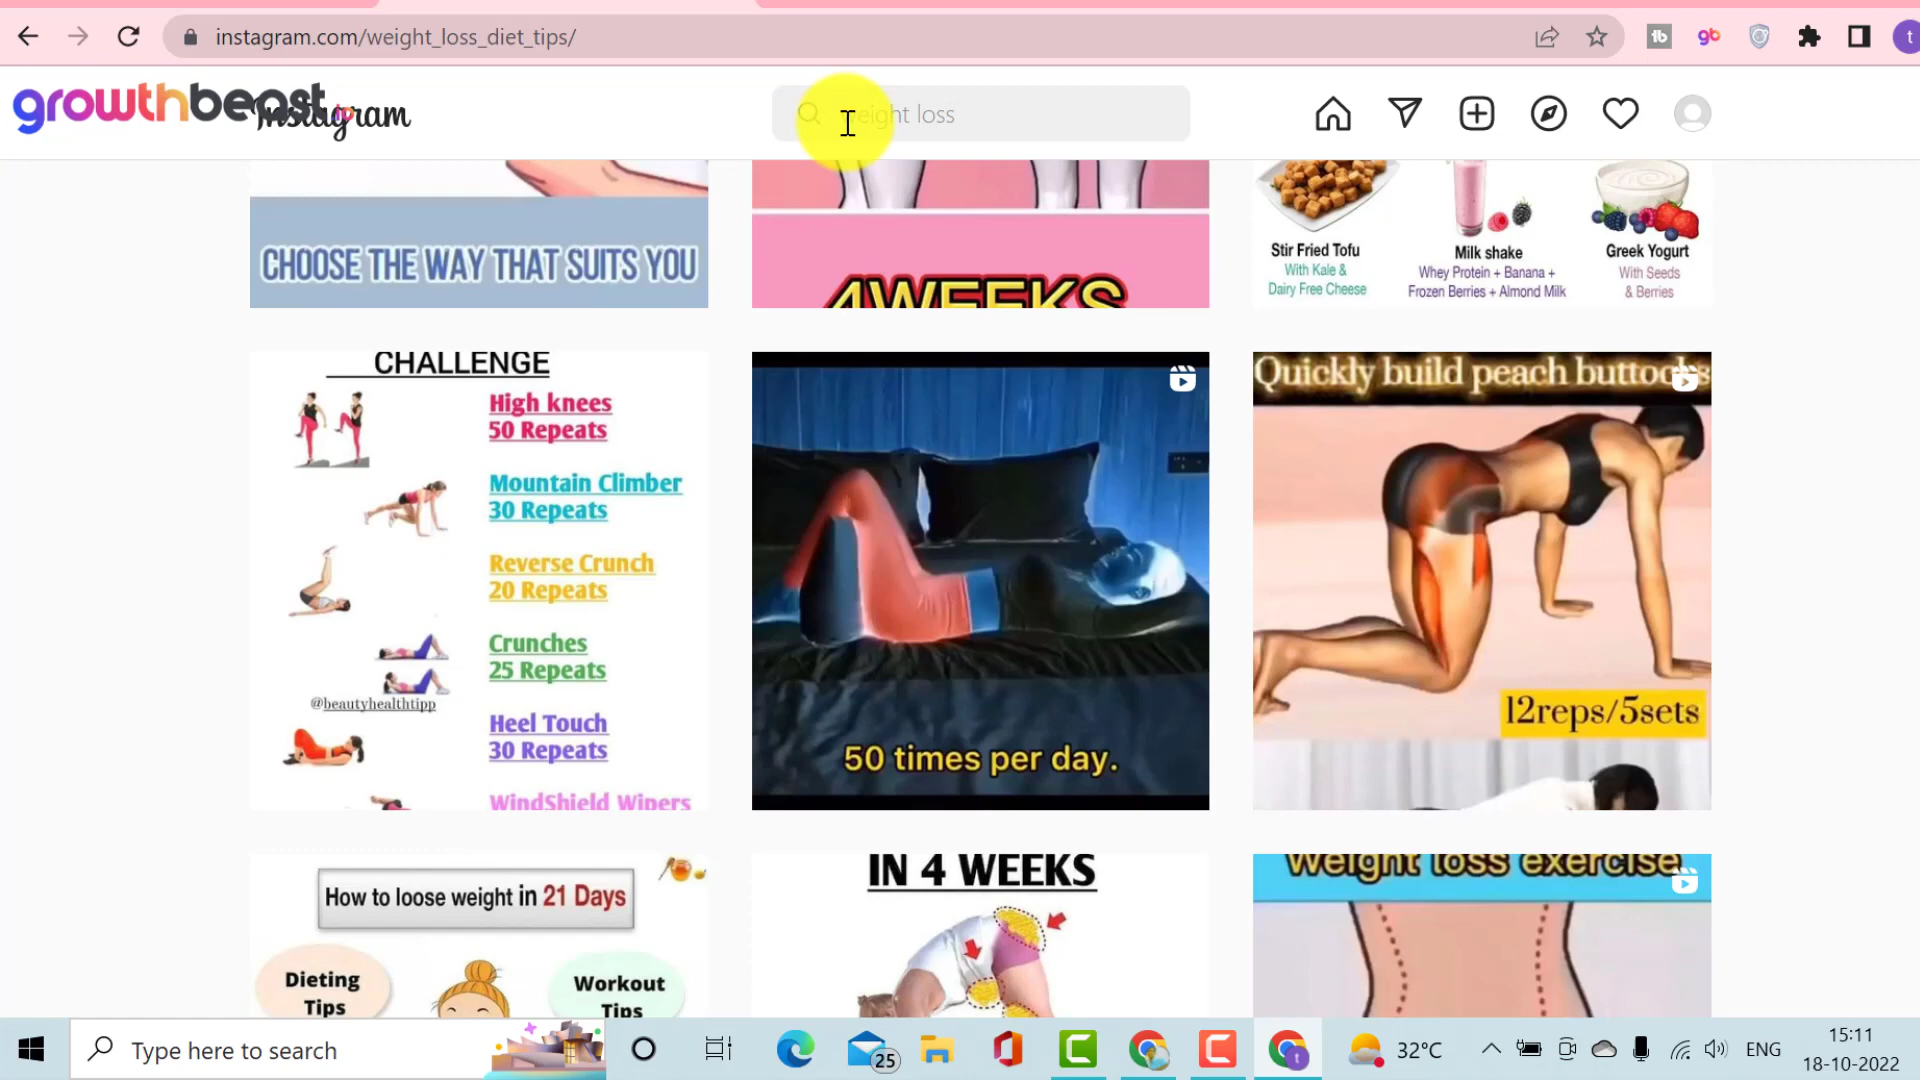 instagram.com/weight_loss_diet_tips/
growthbeast.io
Instagram
weight loss
CHOOSE THE WAY THAT SUITS YOU
4WEEKS
Stir Fried Tofu
With Kale &
Dairy Free Cheese
Milk shake
Whey Protein + Banana +
Frozen Berries + Almond Milk
Greek Yogurt
With Seeds
& Berries
CHALLENGE
High knees
50 Repeats
Mountain Climber
30 Repeats
Reverse Crunch
20 Repeats
Crunches
25 Repeats
@beautyhealthtipp
Heel Touch
30 Repeats
WindShield Wipers
50 times per day.
Quickly build peach buttocks
12reps/5sets
How to loose weight in 21 Days
Dieting
Tips
Workout
Tips
IN 4 WEEKS
Weight loss exercise
Type here to search
25
32°C
ENG
15:11
18-10-2022